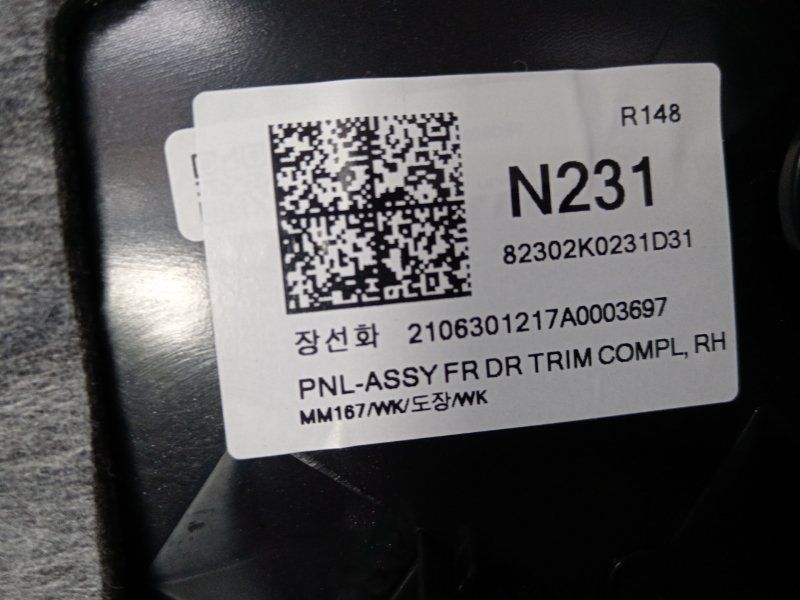 R148
N231
82302K0231D31
장선화 2106301217A0003697
PNL-ASSY FR DR TRIM COMPL, RH
MM167/WK/도장/WK